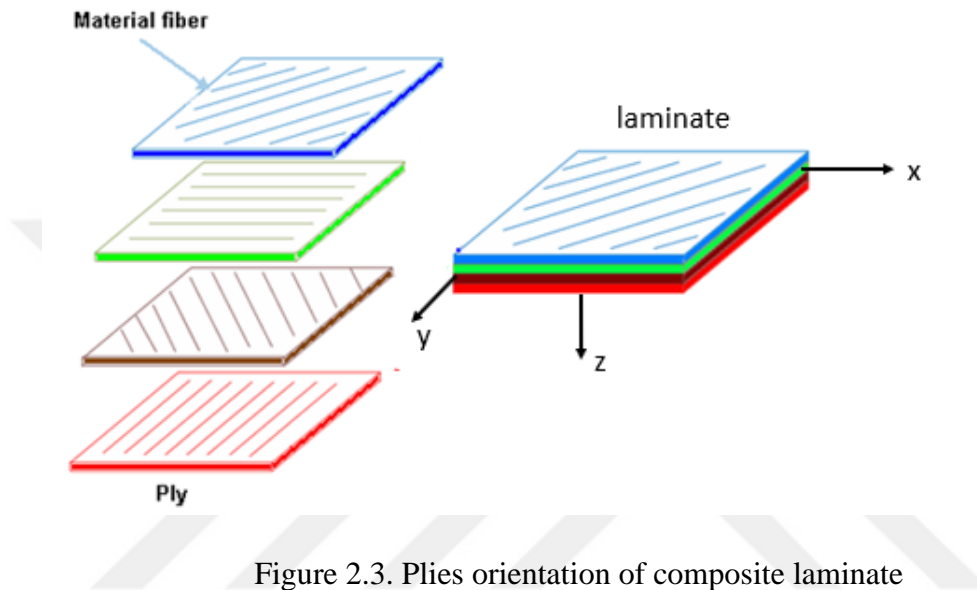 Material fiber
laminate
x
y
z
Ply
Figure 2.3. Plies orientation of composite laminate